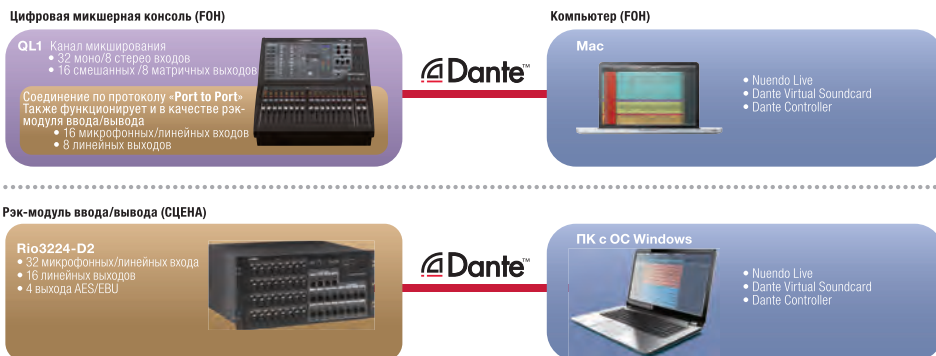 Цифровая микшерная консоль (FOH)
QL1 Канал микширования
• 32 моно/8 стерео входов
• 16 смешанных /8 матричных выходов
Соединение по протоколу «Port to Port»
Также функционирует и в качестве рэк-
модуля ввода/вывода
• 16 микрофонных/линейных входов
• 8 линейных выходов
Dante™
Компьютер (FOH)
Mac
• Nuendo Live
• Dante Virtual Soundcard
• Dante Controller
Рэк-модуль ввода/вывода (СЦЕНА)
Rio3224-D2
• 32 микрофонных/линейных входа
• 16 линейных выходов
• 4 выхода AES/EBU
Dante™
ПК с ОС Windows
• Nuendo Live
• Dante Virtual Soundcard
• Dante Controller